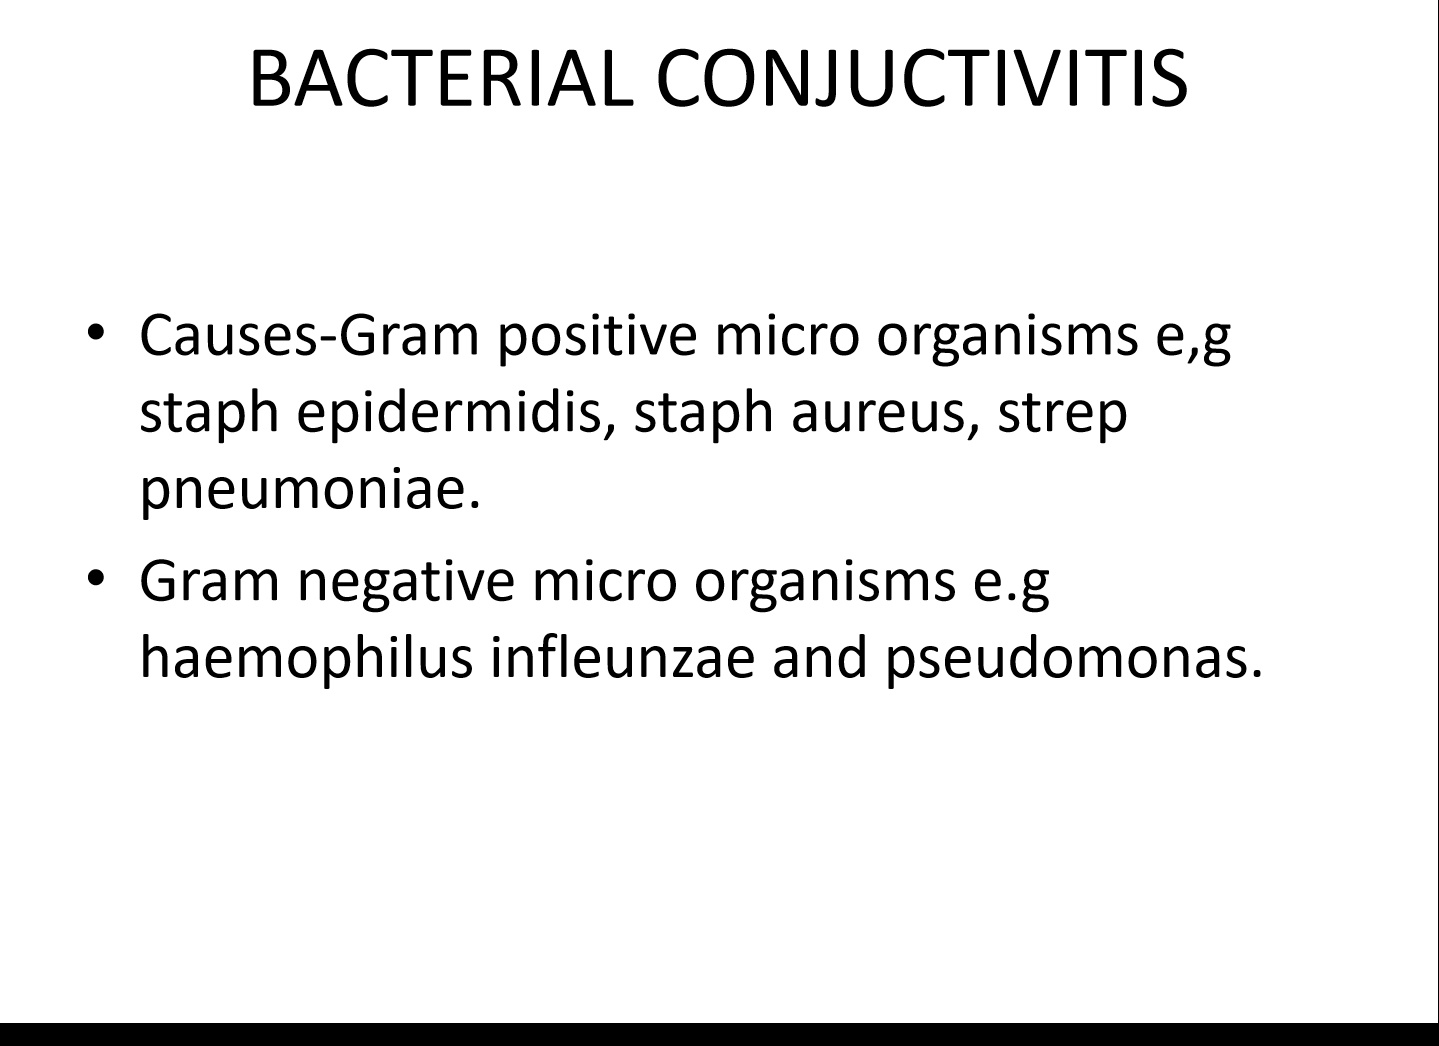 BACTERIAL CONJUCTIVITIS
• Causes-Gram positive micro organisms e,g
staph epidermidis, staph aureus, strep
pneumoniae.
• Gram negative micro organisms e.g
haemophilus infleunzae and pseudomonas.